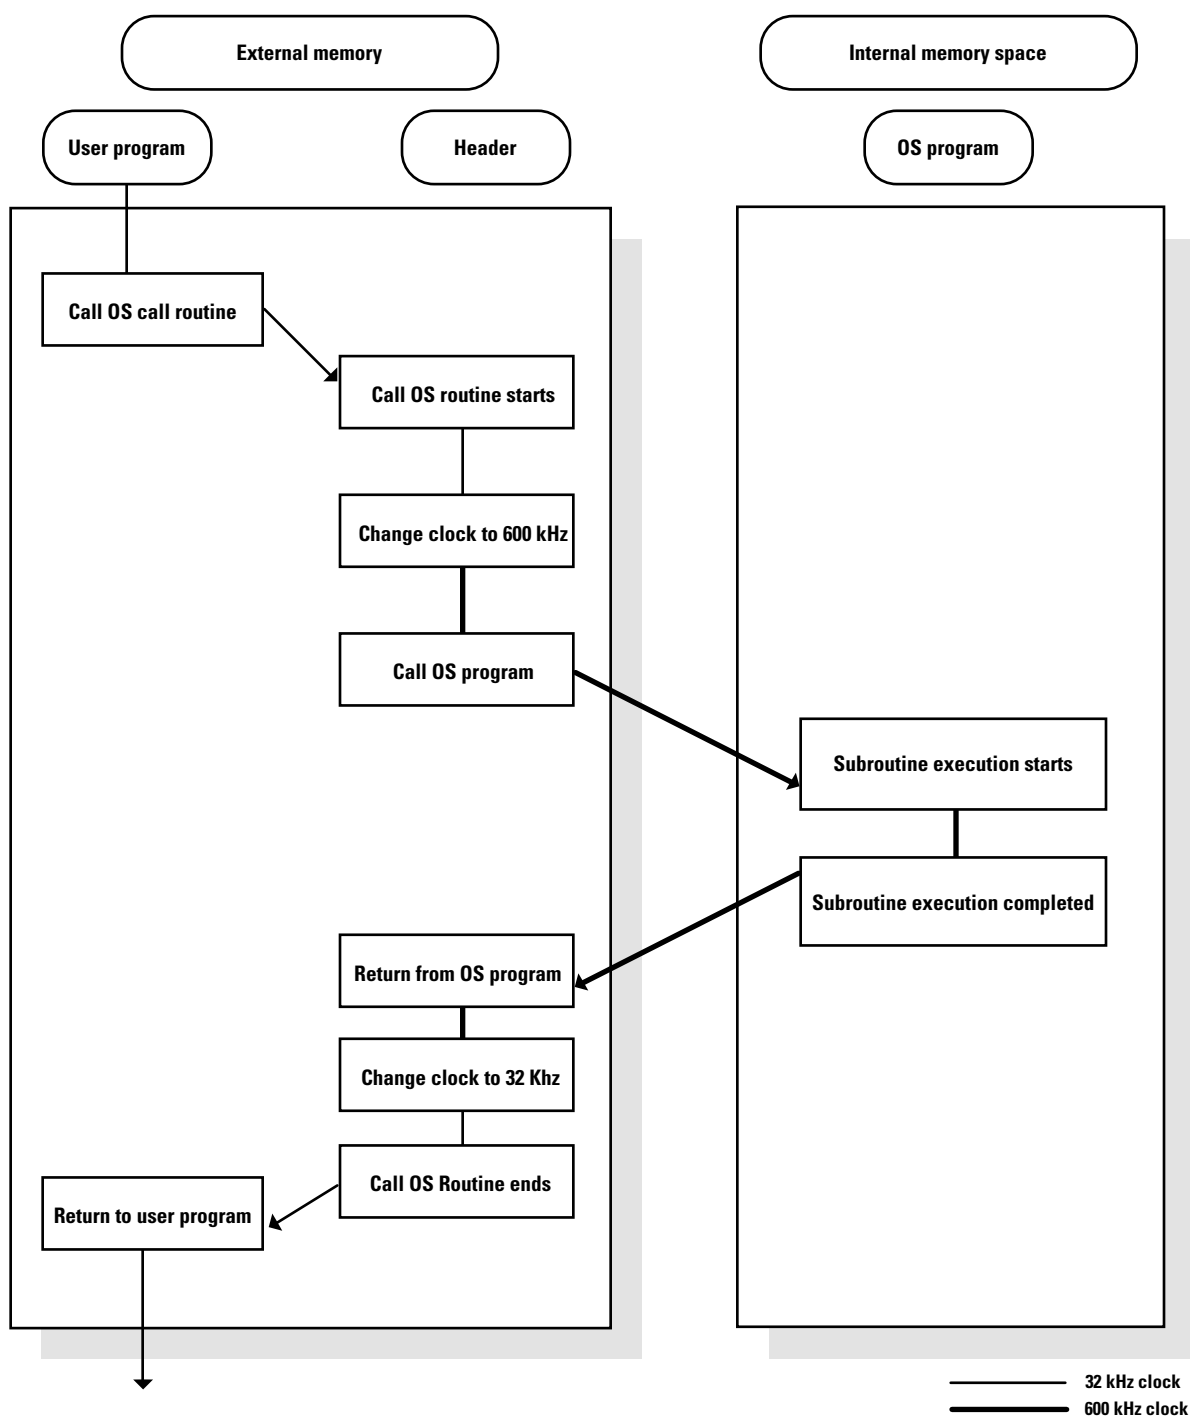 External memory
Internal memory space
User program
Header
OS program
Call OS call routine
Call OS routine starts
Change clock to 600 kHz
Call OS program
Subroutine execution starts
Subroutine execution completed
Return from OS program
Change clock to 32 Khz
Call OS Routine ends
Return to user program
32 kHz clock
600 kHz clock